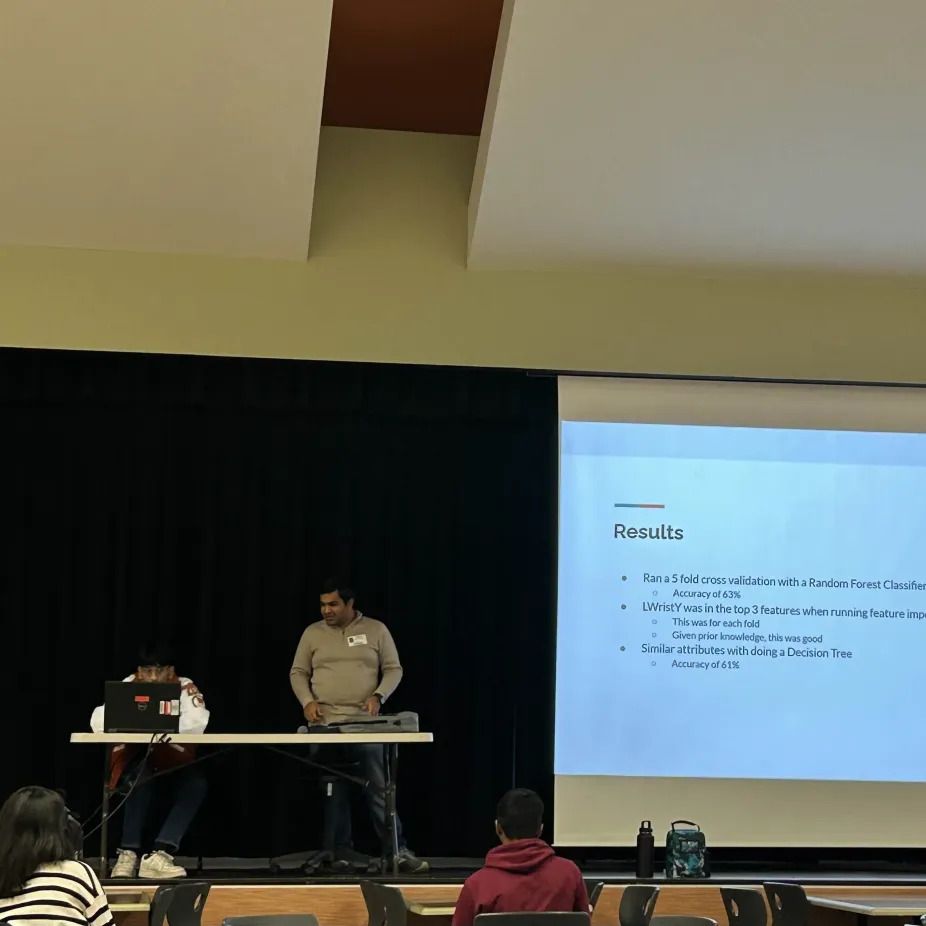 Results
Ran a 5 fold cross validation with a Random Forest Classifier
Accuracy of 63%
LWristY was in the top 3 features when running feature
This was for each fold
Given prior knowledge, this was good
Similar attributes with doing a Decision Tree
Accuracy of 61%